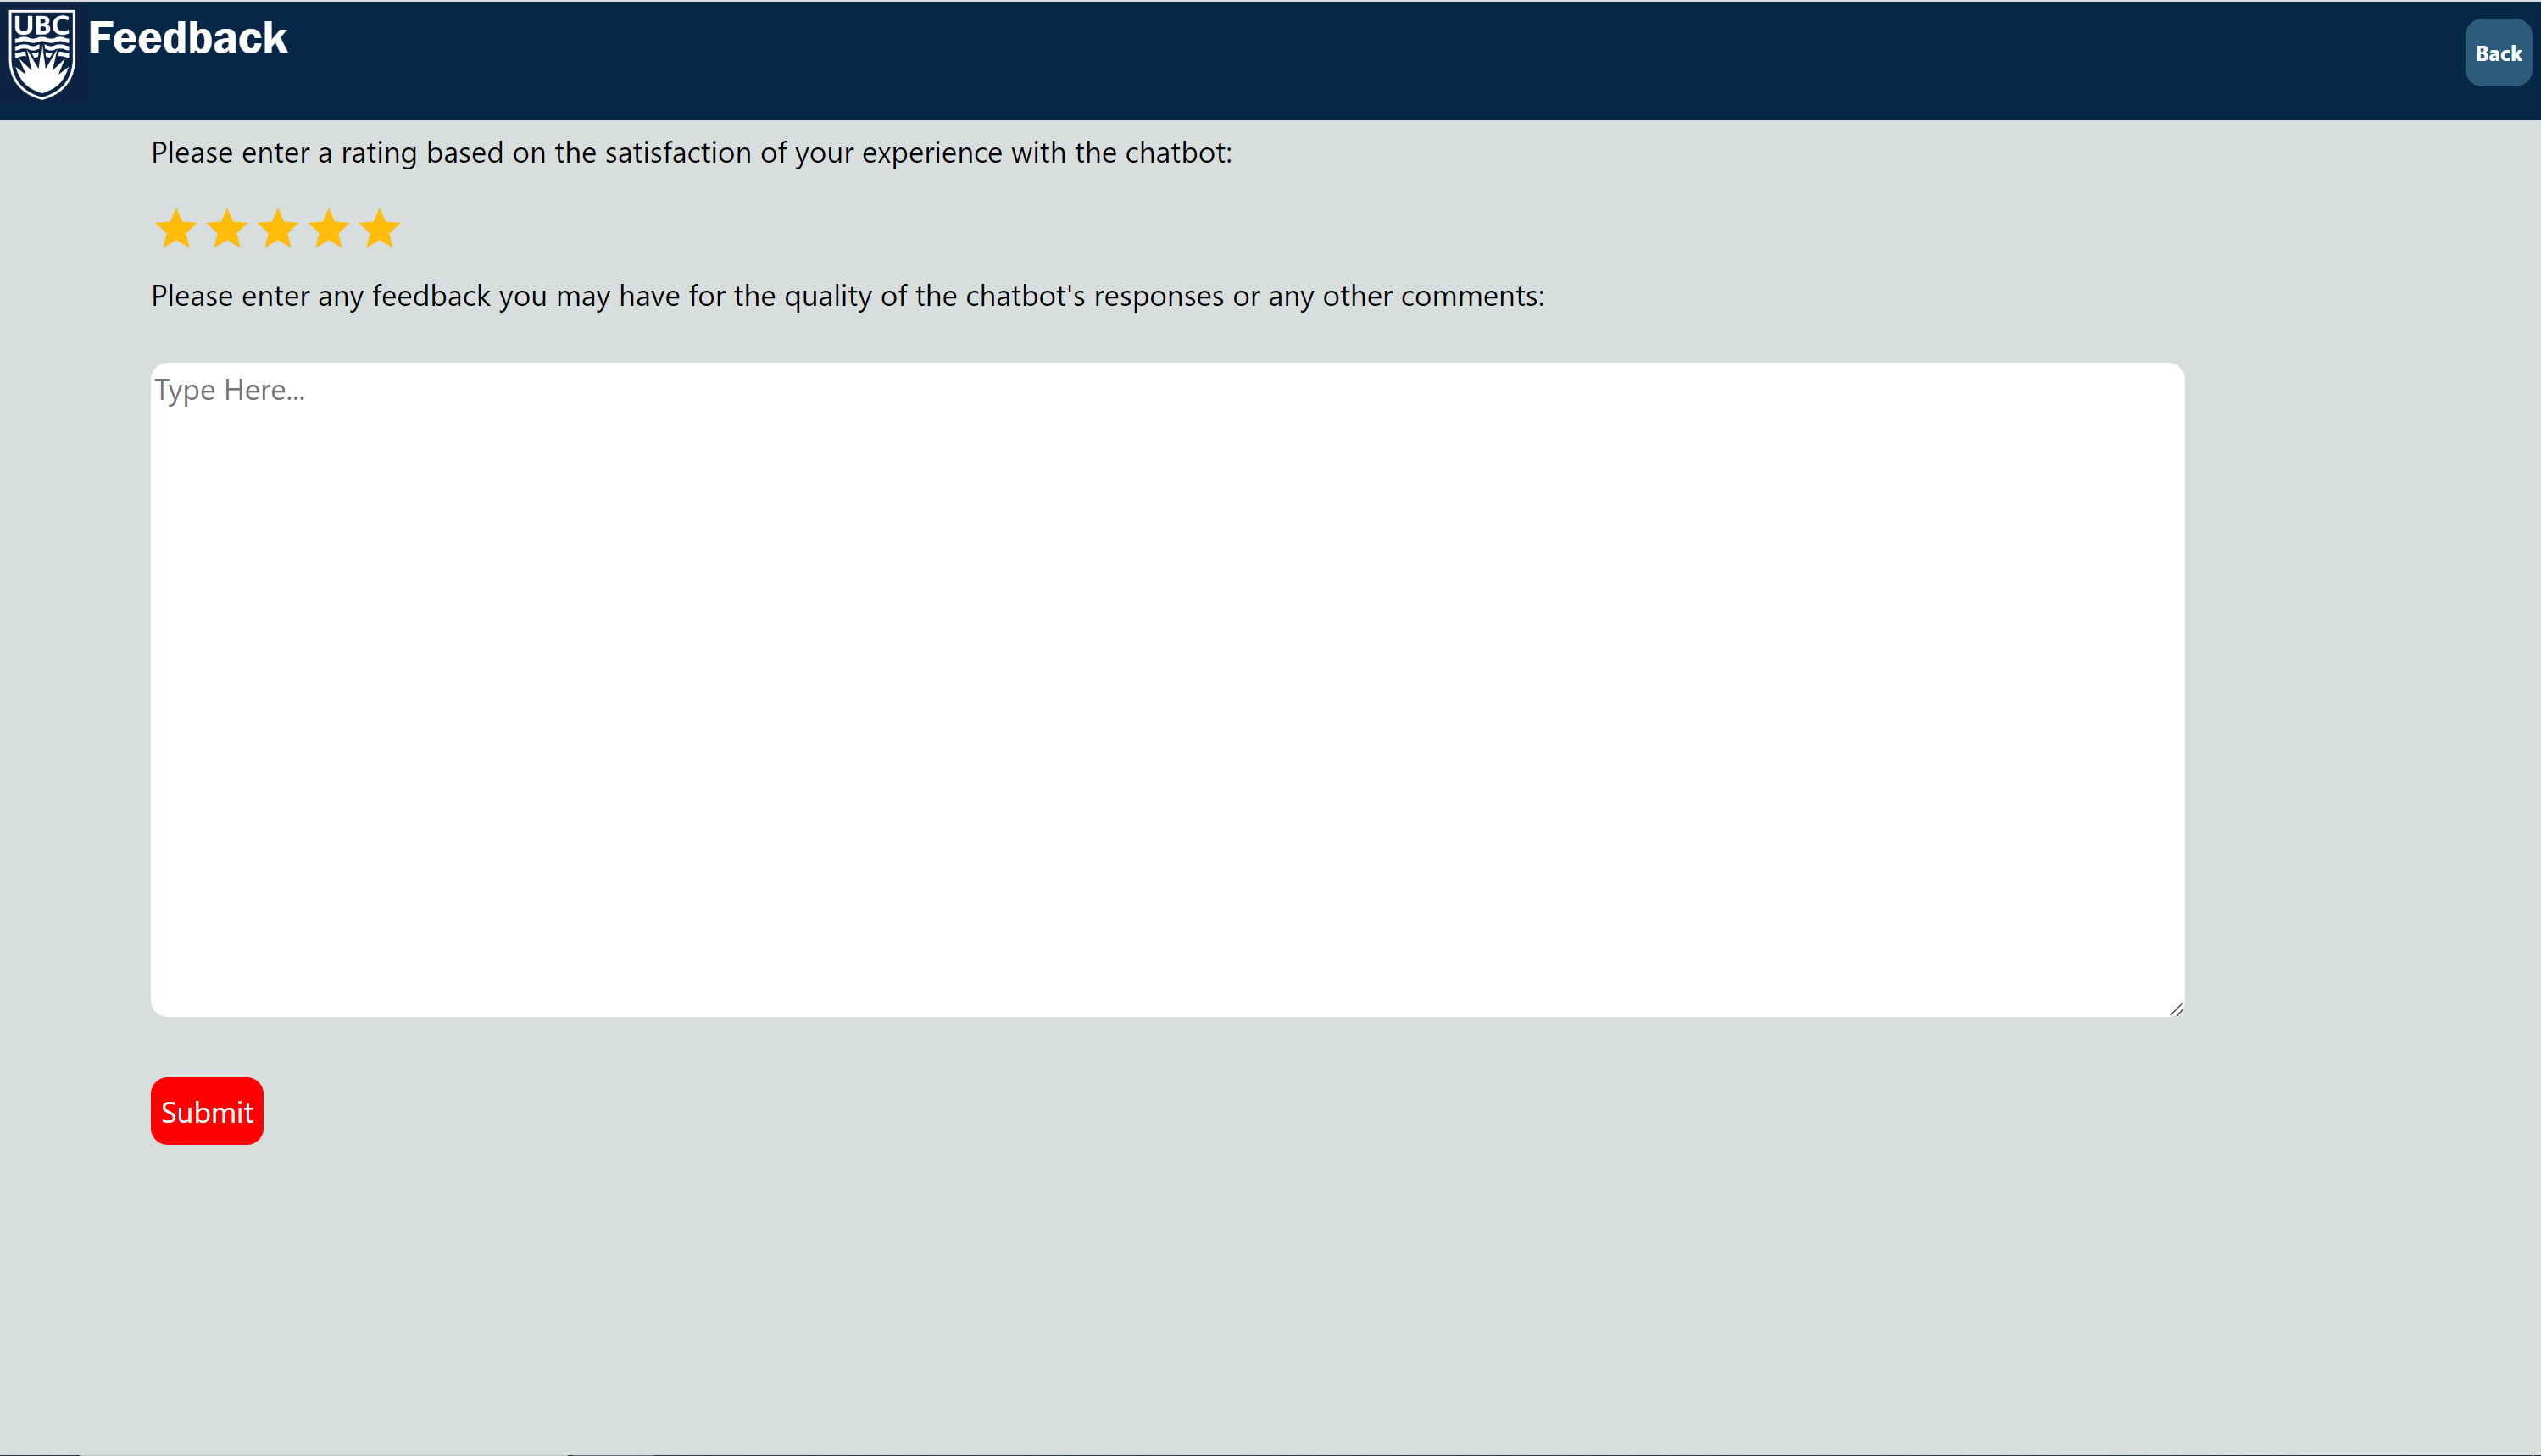 UBC
Feedback
Back
Please enter a rating based on the satisfaction of your experience with the chatbot:
Please enter any feedback you may have for the quality of the chatbot's responses or any other comments:
Type Here...
Submit